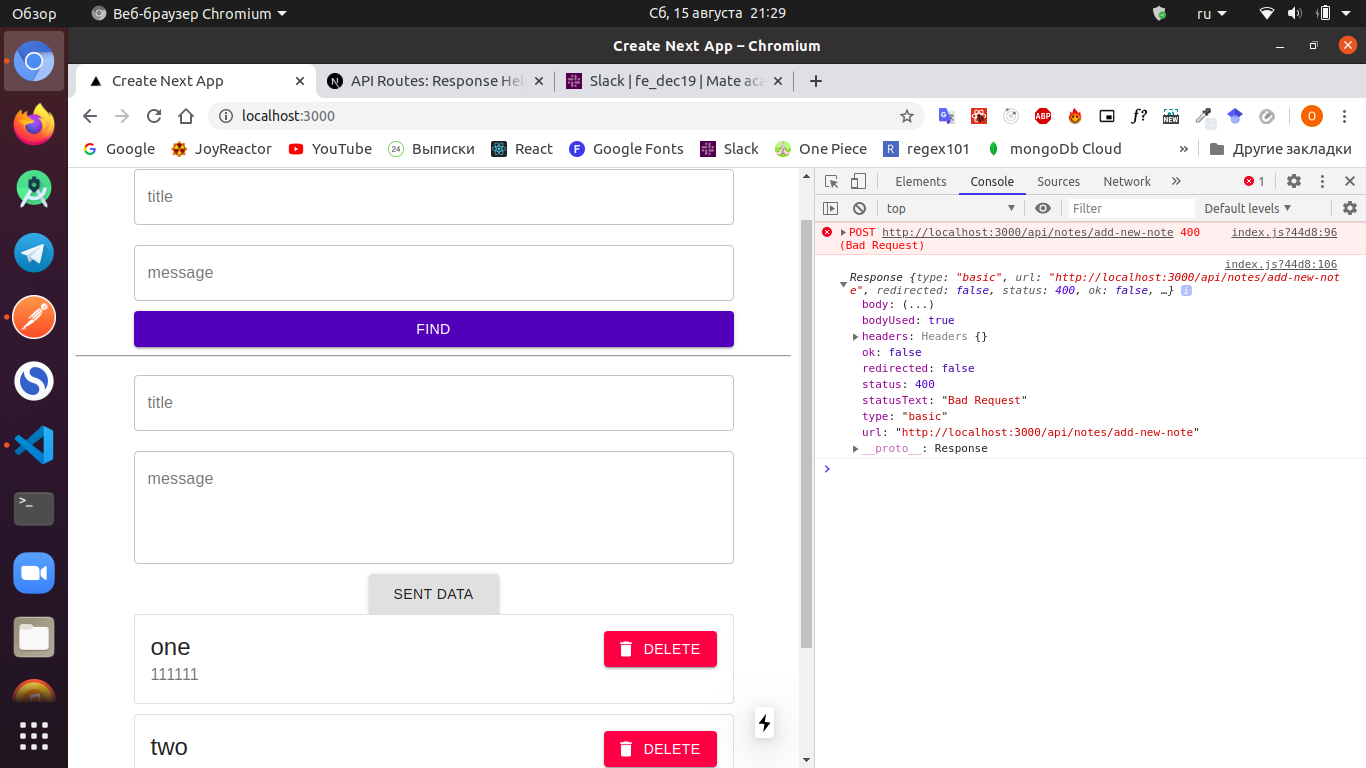 Обзор
Веб-браузер Chromium
Сб, 15 августа 21:29
ru
Create Next App – Chromium
Create Next App
API Routes: Response Hel
Slack | fe_dec19 | Mate aca
localhost:3000
ABP
f?
NEW
O
Google
JoyReactor
YouTube
24
Выписки
React
F
Google Fonts
Slack
One Piece
R
regex101
mongoDb Cloud
»
Другие закладки
title
message
FIND
title
message
SENT DATA
one
111111
DELETE
two
DELETE
Elements
Console
Sources
Network
»
1
top
Filter
Default levels
POST http://localhost:3000/api/notes/add-new-note 400
index.js?44d8:96
(Bad Request)
index.js?44d8:106
Response {type: "basic", url: "http://localhost:3000/api/notes/add-new-not
e", redirected: false, status: 400, ok: false, …}
body: (...)
bodyUsed: true
headers: Headers {}
ok: false
redirected: false
status: 400
statusText: "Bad Request"
type: "basic"
url: "http://localhost:3000/api/notes/add-new-note"
__proto__: Response